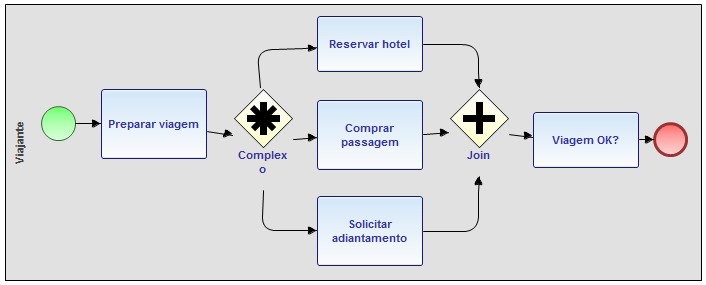 Viajante
Preparar viagem
Complex
o
Reservar hotel
Comprar
passagem
Solicitar
adiantamento
Join
Viagem OK?